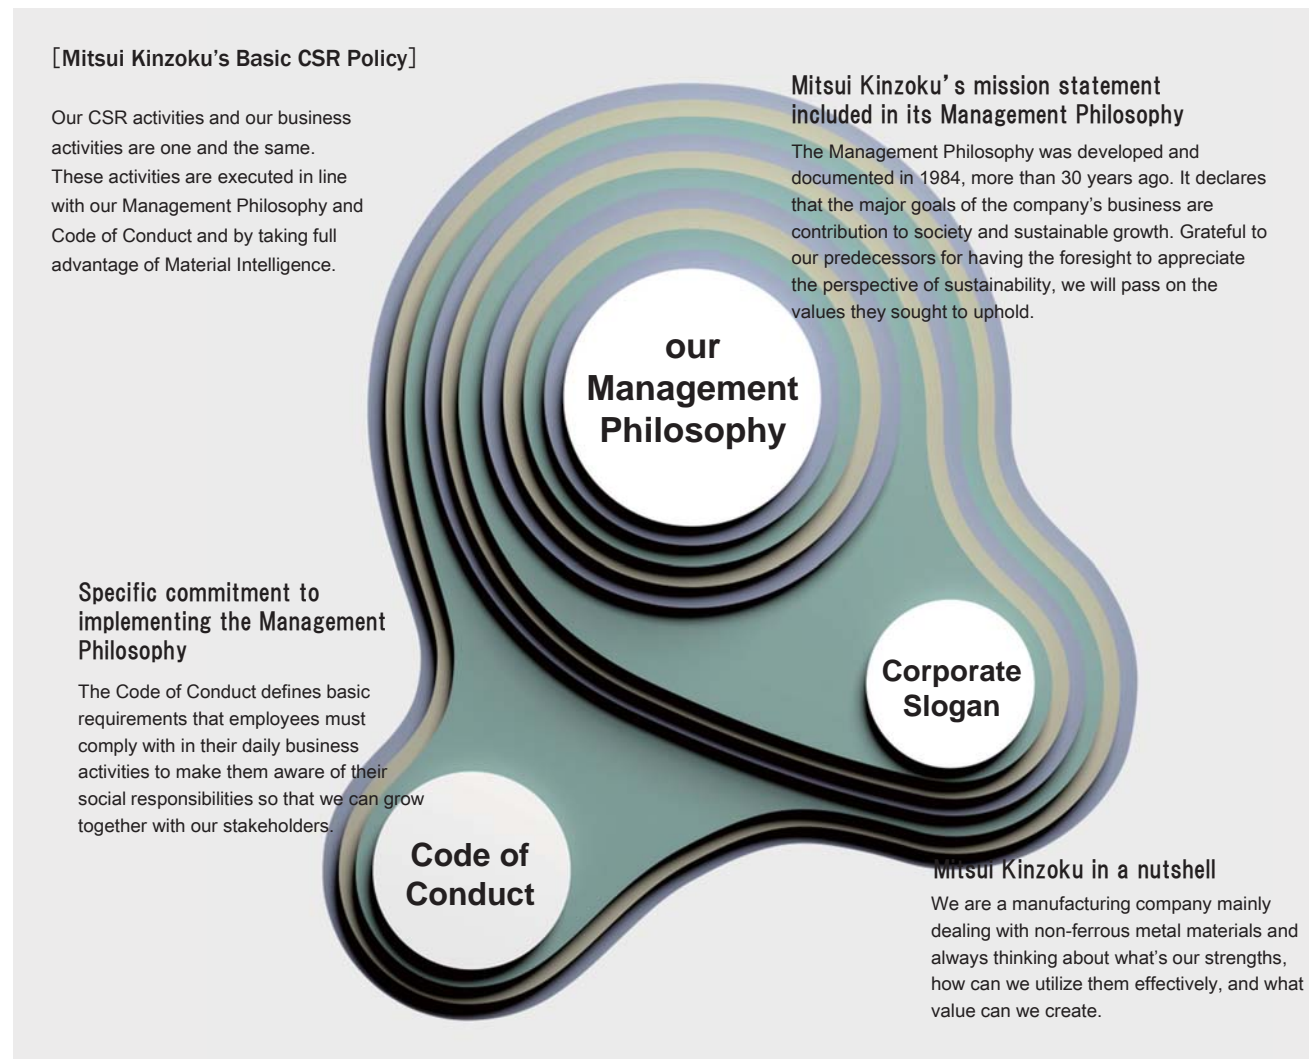 [Mitsui Kinzoku's Basic CSR Policy]
Our CSR activities and our business
activities are one and the same.
These activities are executed in line
with our Management Philosophy and
Code of Conduct and by taking full
advantage of Material Intelligence.
Mitsui Kinzoku’s mission statement
included in its Management Philosophy
The Management Philosophy was developed and
documented in 1984, more than 30 years ago. It declares
that the major goals of the company’s business are
contribution to society and sustainable growth. Grateful to
our predecessors for having the foresight to appreciate
the perspective of sustainability, we will pass on the
values they sought to uphold.
our
Management
Philosophy
Specific commitment to
implementing the Management
Philosophy
The Code of Conduct defines basic
requirements that employees must
comply with in their daily business
activities to make them aware of their
social responsibilities so that we can grow
together with our stakeholders.
Corporate
Slogan
Code of
Conduct
Mitsui Kinzoku in a nutshell
We are a manufacturing company mainly
dealing with non-ferrous metal materials and
always thinking about what’s our strengths,
how can we utilize them effectively, and what
value can we create.